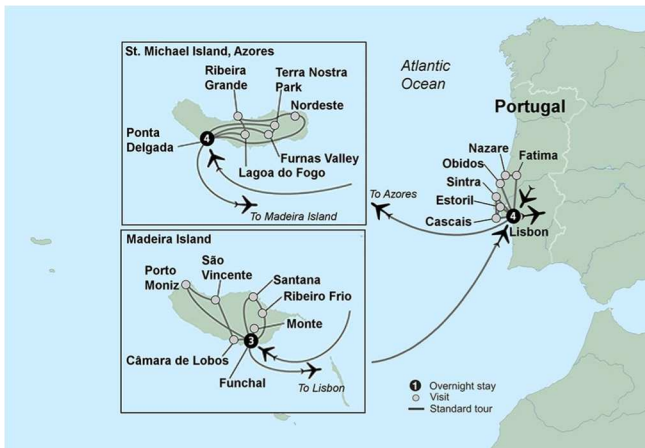 St. Michael Island, Azores
Ribeira
Grande
Terra Nostra
Park
Nordeste
Ponta
Delgada
4
Furnas Valley
Lagoa do Fogo
To Madeira Island
Atlantic
Ocean
Portugal
Nazare
Fatima
Obidos
Sintra
Estoril
Cascais
4
Lisbon
To Azores
Madeira Island
Porto
Moniz
São
Vincente
Santana
Ribeiro Frio
Monte
Câmara de Lobos
3
Funchal
To Lisbon
1 Overnight stay
Visit
Standard tour